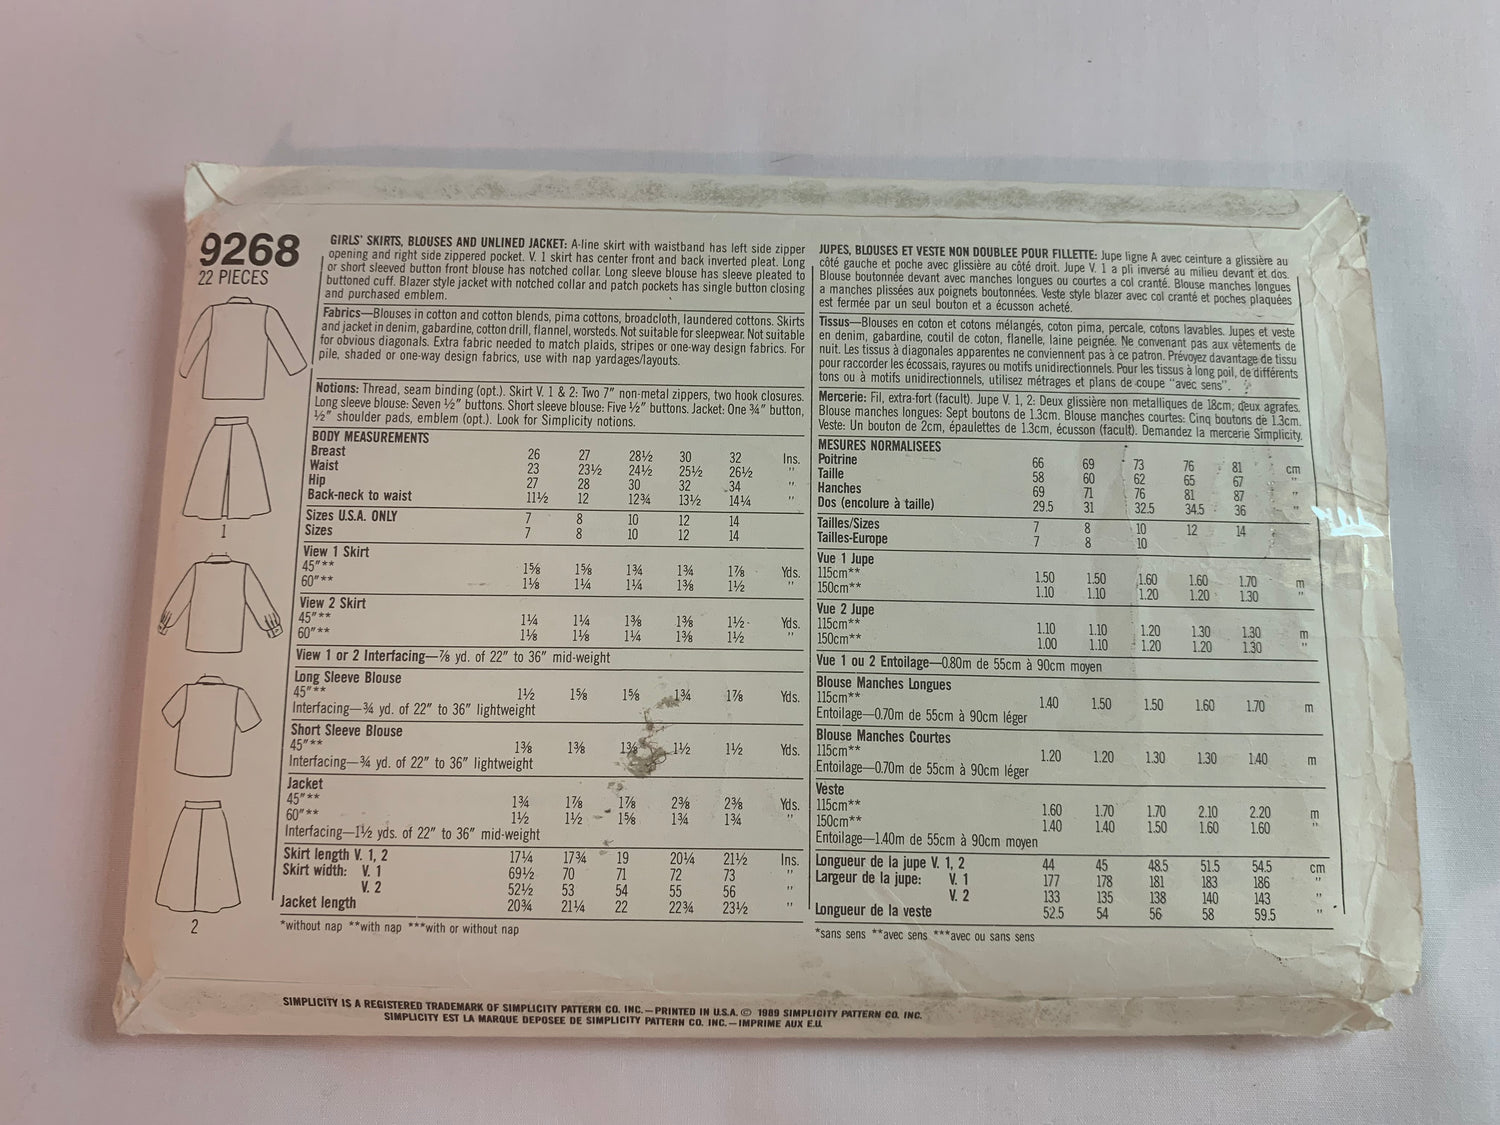 9268
22 PIECES
1
2
GIRLS' SKIRTS, BLOUSES AND UNLINED JACKET: A-line skirt with waistband has left side zipper
opening and right side zippered pocket. V. 1 skirt has center front and back inverted pleat. Long
or short sleeved button front blouse has notched collar. Long sleeve blouse has sleeve pleated to
buttoned cuff. Blazer style jacket with notched collar and patch pockets has single button closing
and purchased emblem.
Fabrics—Blouses in cotton and cotton blends, pima cottons, broadcloth, laundered cottons. Skirts
and jacket in denim, gabardine, cotton drill, flannel, worsteds. Not suitable for sleepwear. Not suitable
for obvious diagonals. Extra fabric needed to match plaids, stripes or one-way design fabrics. For
pile, shaded or one-way design fabrics, use with nap yardages/layouts.
Notions: Thread, seam binding (opt.). Skirt V. 1 & 2: Two 7" non-metal zippers, two hook closures.
Long sleeve blouse: Seven ½" buttons. Short sleeve blouse: Five ½" buttons. Jacket: One ¾" button,
½" shoulder pads, emblem (opt.). Look for Simplicity notions.
BODY MEASUREMENTS
Breast 26 27 28½ 30 32 Ins.
Waist 23 23½ 24½ 25½ 26½ "
Hip 27 28 30 32 34 "
Back-neck to waist 11½ 12 12¾ 13½ 14¼ "
Sizes U.S.A. ONLY 7 8 10 12 14
Sizes 7 8 10 12 14
View 1 Skirt
45"** 1⅝ 1⅝ 1¾ 1¾ 1⅞ Yds.
60"** 1⅛ 1¼ 1¼ 1⅜ 1½ "
View 2 Skirt
45"** 1¼ 1¼ 1⅜ 1⅜ 1½ Yds.
60"** 1⅛ 1⅛ 1¼ 1⅜ 1½ "
View 1 or 2 Interfacing—⅞ yd. of 22" to 36" mid-weight
Long Sleeve Blouse
45"** 1½ 1⅝ 1⅝ 1¾ 1⅞ Yds.
Interfacing—¾ yd. of 22" to 36" lightweight
Short Sleeve Blouse
45"** 1⅜ 1⅜ 1⅜ 1½ 1½ Yds.
Interfacing—¾ yd. of 22" to 36" lightweight
Jacket
45"** 1¾ 1⅞ 1⅞ 2⅜ 2⅜ Yds.
60"** 1½ 1½ 1⅝ 1¾ 1¾ "
Interfacing—1½ yds. of 22" to 36" mid-weight
Skirt length V. 1, 2 17¼ 17¾ 19 20¼ 21½ Ins.
Skirt width: V. 1 69½ 70 71 72 73 "
V. 2 52½ 53 54 55 56 "
Jacket length 20¾ 21¼ 22 22¾ 23½ "
*without nap **with nap ***with or without nap
JUPES, BLOUSES ET VESTE NON DOUBLEE POUR FILLETTE: Jupe ligne A avec ceinture a glissière au
côté gauche et poche avec glissière au côté droit. Jupe V. 1 a pli inversé au milieu devant et dos.
Blouse boutonnée devant avec manches longues ou courtes a col cranté. Blouse manches longues
a manches plissées aux poignets boutonnées. Veste style blazer avec col cranté et poches plaquées
est fermée par un seul bouton et a écusson acheté.
Tissus—Blouses en coton et cotons mélangés, coton pima, percale, cotons lavables. Jupes et veste
en denim, gabardine, coutil de coton, flanelle, laine peignée. Ne convenant pas aux vêtements de
nuit. Les tissus à diagonales apparentes ne conviennent pas à ce patron. Prévoyez davantage de tissu
pour raccorder les écossais, rayures ou motifs unidirectionnels. Pour les tissus à long poil, de différents
tons ou à motifs unidirectionnels, utilisez métrages et plans de coupe "avec sens".
Mercerie: Fil, extra-fort (facult). Jupe V. 1, 2: Deux glissière non metalliques de 18cm; deux agrafes.
Blouse manches longues: Sept boutons de 1.3cm. Blouse manches courtes: Cinq boutons de 1.3cm.
Veste: Un bouton de 2cm, épaulettes de 1.3cm, écusson (facult). Demandez la mercerie Simplicity.
MESURES NORMALISEES
Poitrine 66 69 73 76 81 cm
Taille 58 60 62 65 67 "
Hanches 69 71 76 81 87 "
Dos (encolure à taille) 29.5 31 32.5 34.5 36 "
Tailles/Sizes 7 8 10 12 14
Tailles-Europe 7 8 10
Vue 1 Jupe
115cm** 1.50 1.50 1.60 1.60 1.70 m
150cm** 1.10 1.10 1.20 1.20 1.30 "
Vue 2 Jupe
115cm** 1.10 1.10 1.20 1.30 1.30 m
150cm** 1.00 1.10 1.20 1.20 1.30 "
Vue 1 ou 2 Entoilage—0.80m de 55cm à 90cm moyen
Blouse Manches Longues
115cm** 1.40 1.50 1.50 1.60 1.70 m
Entoilage—0.70m de 55cm à 90cm léger
Blouse Manches Courtes
115cm** 1.20 1.20 1.30 1.30 1.40 m
Entoilage—0.70m de 55cm à 90cm léger
Veste
115cm** 1.60 1.70 1.70 2.10 2.20 m
150cm** 1.40 1.40 1.50 1.60 1.60 "
Entoilage—1.40m de 55cm à 90cm moyen
Longueur de la jupe V. 1, 2 44 45 48.5 51.5 54.5 cm
Largeur de la jupe: V. 1 177 178 181 183 186 "
V. 2 133 135 138 140 143 "
Longueur de la veste 52.5 54 56 58 59.5 "
*sans sens **avec sens ***avec ou sans sens
SIMPLICITY IS A REGISTERED TRADEMARK OF SIMPLICITY PATTERN CO. INC.—PRINTED IN U.S.A. © 1989 SIMPLICITY PATTERN CO. INC.
SIMPLICITY EST LA MARQUE DEPOSEE DE SIMPLICITY PATTERN CO. INC.—IMPRIME AUX E.U.